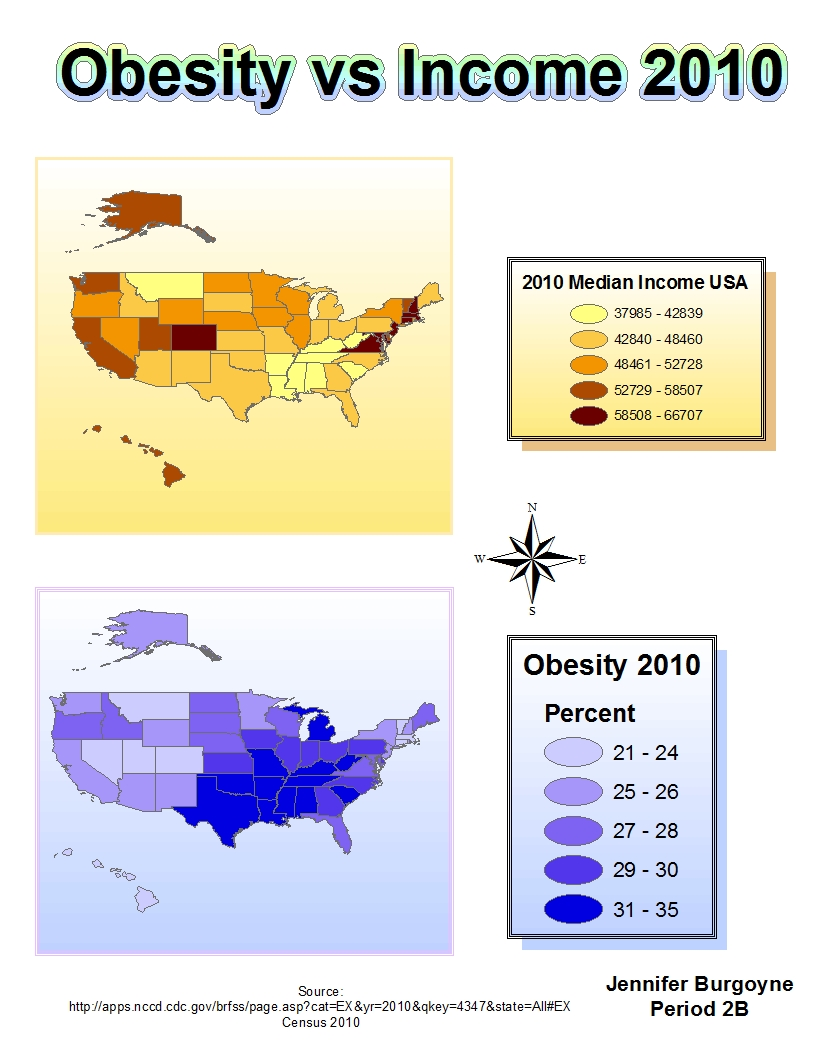 Obesity vs Income 2010
2010 Median Income USA
37985 - 42839
42840 - 48460
48461 - 52728
52729 - 58507
58508 - 66707
N
W E
S
Obesity 2010
Percent
21 - 24
25 - 26
27 - 28
29 - 30
31 - 35
Source:
http://apps.nccd.cdc.gov/brfss/page.asp?cat=EX&yr=2010&qkey=4347&state=All#EX
Census 2010
Jennifer Burgoyne
Period 2B